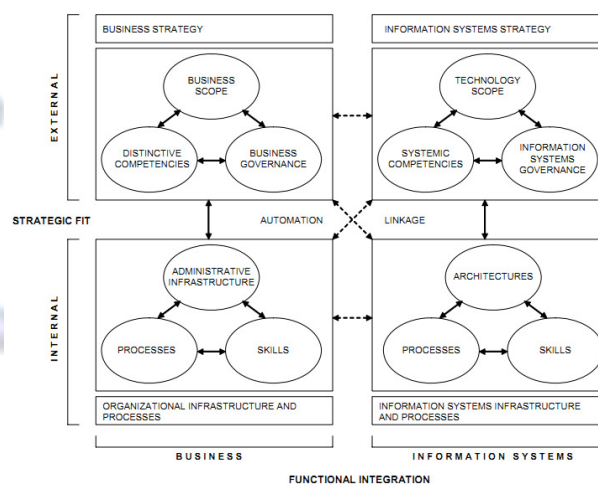 BUSINESS STRATEGY
INFORMATION SYSTEMS STRATEGY
EXTERNAL
BUSINESS
SCOPE
DISTINCTIVE
COMPETENCIES
BUSINESS
GOVERNANCE
TECHNOLOGY
SCOPE
SYSTEMIC
COMPETENCIES
INFORMATION
SYSTEMS
GOVERNANCE
STRATEGIC FIT
AUTOMATION
LINKAGE
INTERNAL
ADMINISTRATIVE
INFRASTRUCTURE
PROCESSES
SKILLS
ARCHITECTURES
PROCESSES
SKILLS
ORGANIZATIONAL INFRASTRUCTURE AND
PROCESSES
INFORMATION SYSTEMS INFRASTRUCTURE
AND PROCESSES
BUSINESS
INFORMATION SYSTEMS
FUNCTIONAL INTEGRATION